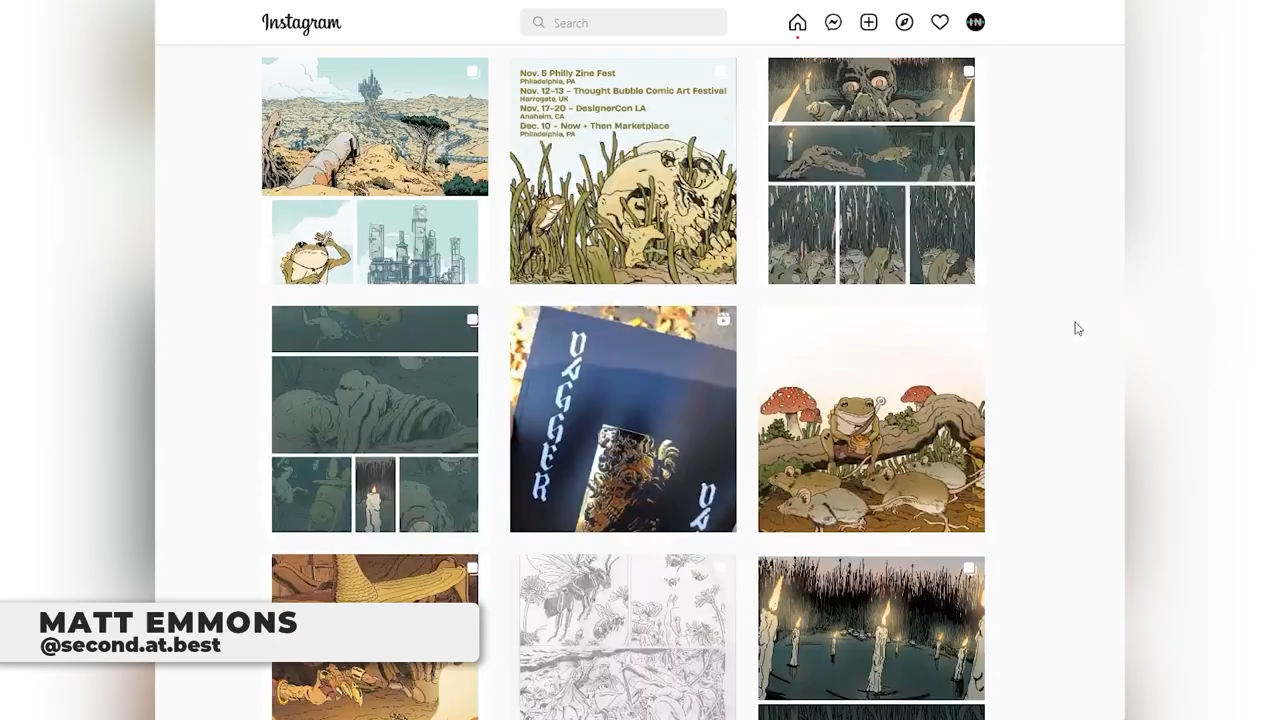 Instagram
Search
Nov. 5 Philly Zine Fest
Philadelphia, PA
Nov. 12-13 - Thought Bubble Comic Art Festival
Harrogate, UK
Nov. 17-20 - DesignerCon LA
Anaheim, CA
Dec. 10 - Now + Then Marketplace
Philadelphia, PA
DAGGER
DA
MATT EMMONS
@second.at.best